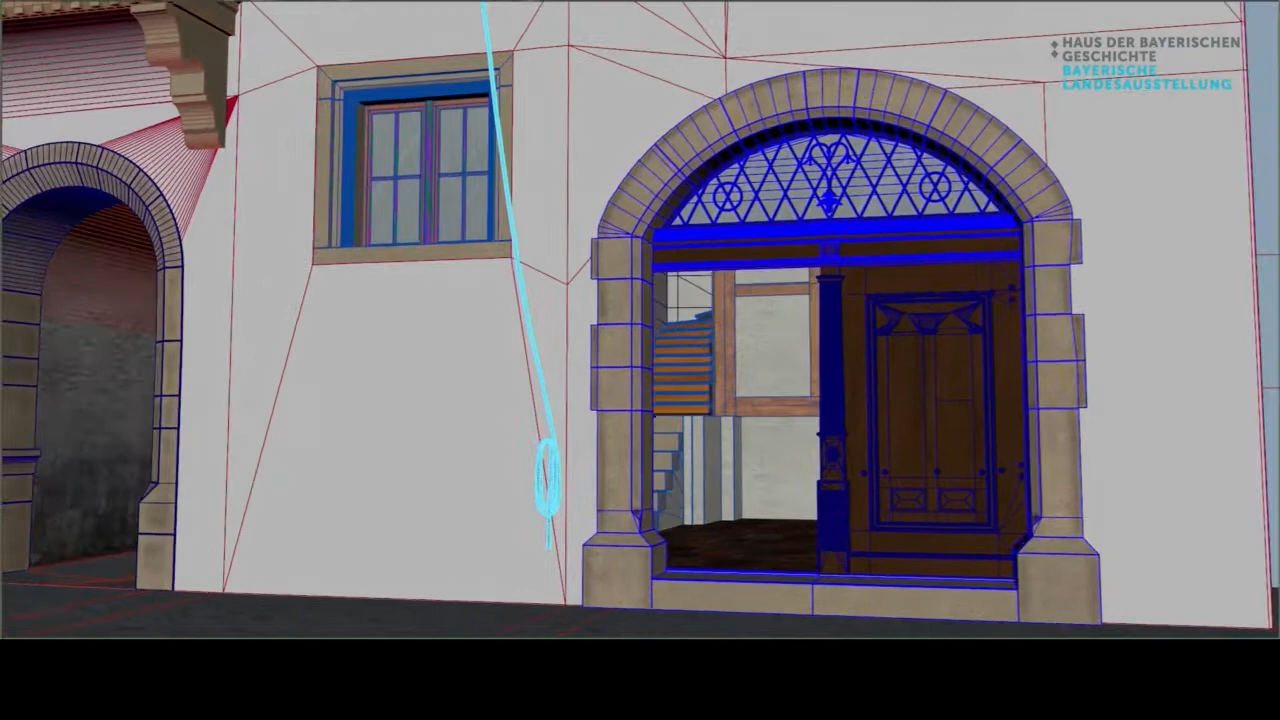 HAUS DER BAYERISCHEN
GESCHICHTE
BAYERISCHE
LANDESAUSSTELLUNG